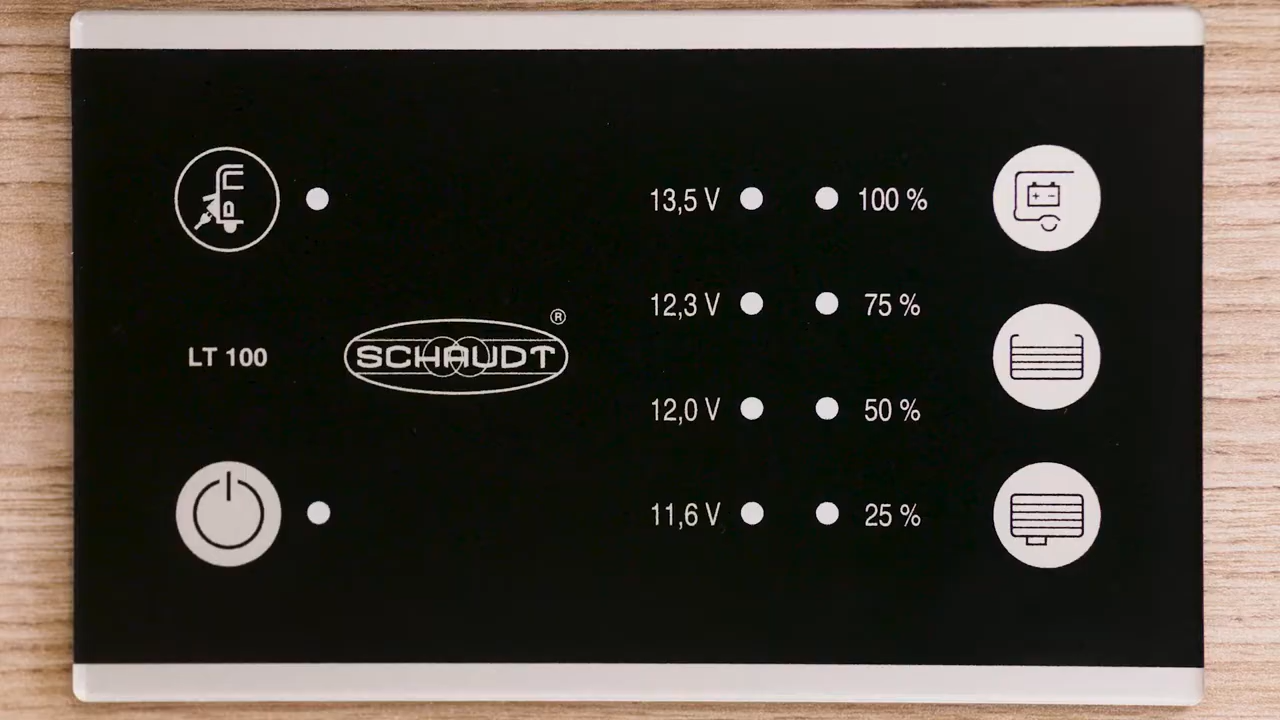 13,5 V 100 %
12,3 V 75 %
®
LT 100 SCHAUDT
12,0 V 50 %
11,6 V 25 %